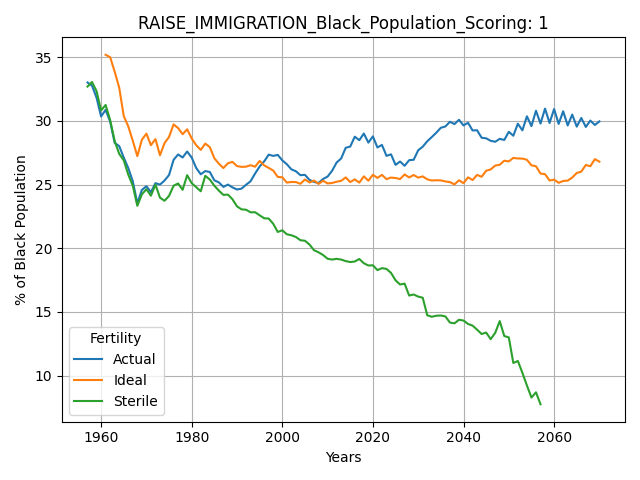 RAISE_IMMIGRATION_Black_Population_Scoring: 1
% of Black Population
35
30
25
20
15
10
Fertility
Actual
Ideal
Sterile
1960
1980
2000
2020
2040
2060
Years